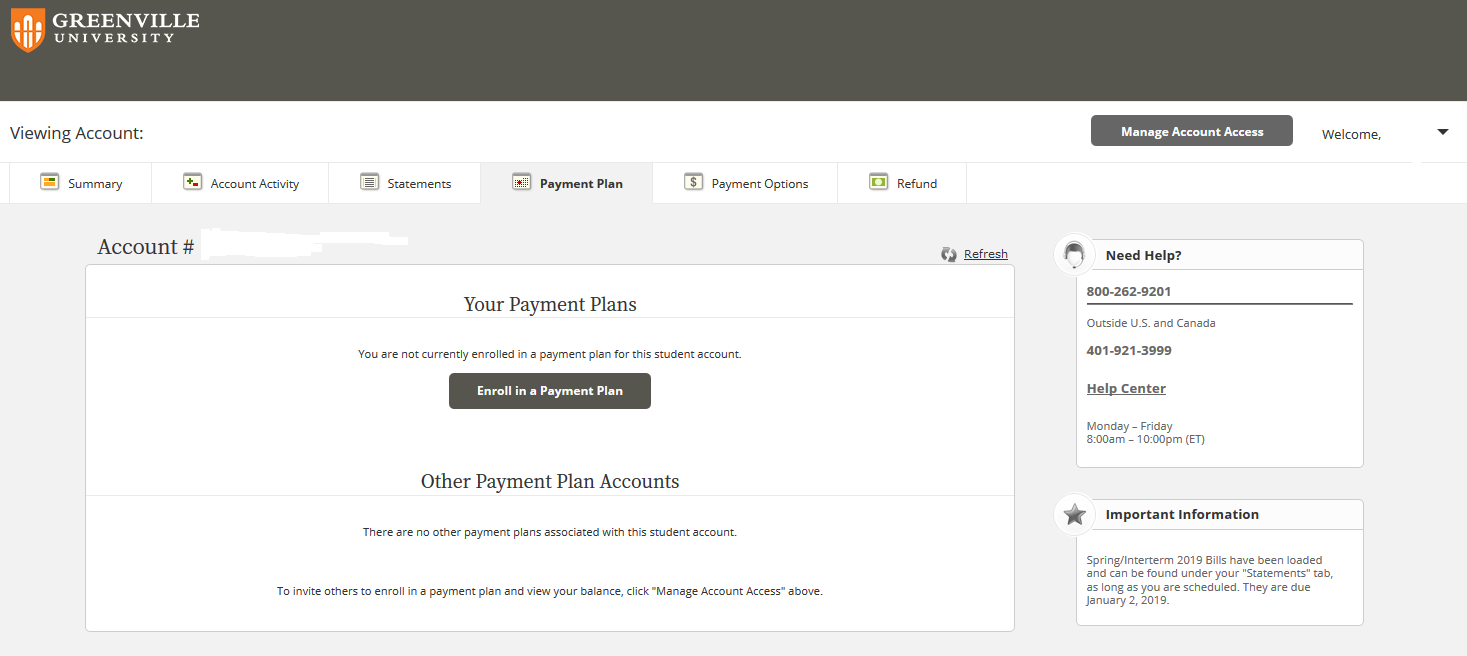 GREENVILLE
UNIVERSITY
Viewing Account:
Manage Account Access
Welcome,
Summary
Account Activity
Statements
Payment Plan
$
Payment Options
Refund
Account #
Refresh
Your Payment Plans
You are not currently enrolled in a payment plan for this student account.
Enroll in a Payment Plan
Other Payment Plan Accounts
There are no other payment plans associated with this student account.
To invite others to enroll in a payment plan and view your balance, click "Manage Account Access" above.
Need Help?
800-262-9201
Outside U.S. and Canada
401-921-3999
Help Center
Monday – Friday
8:00am – 10:00pm (ET)
Important Information
Spring/Interterm 2019 Bills have been loaded
and can be found under your "Statements" tab,
as long as you are scheduled. They are due
January 2, 2019.